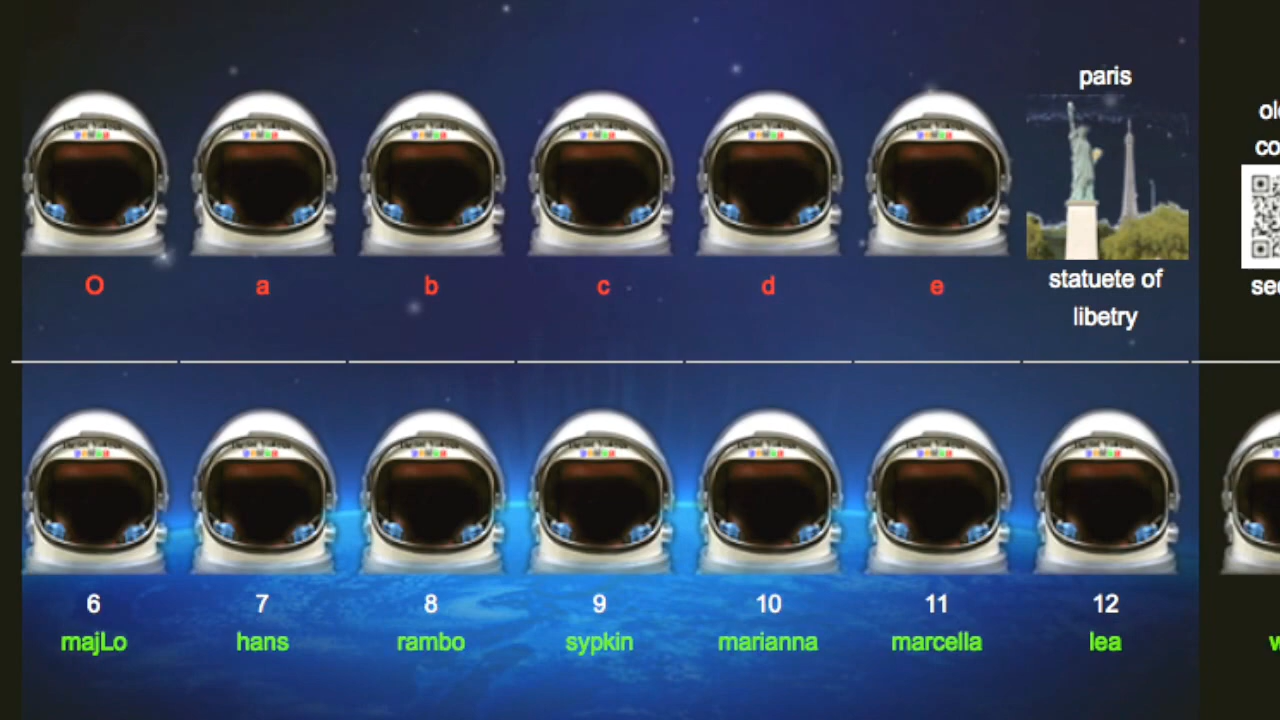 paris
O a b c d e
statuete of
libetry
6 7 8 9 10 11 12
majLo hans rambo sypkin marianna marcella lea